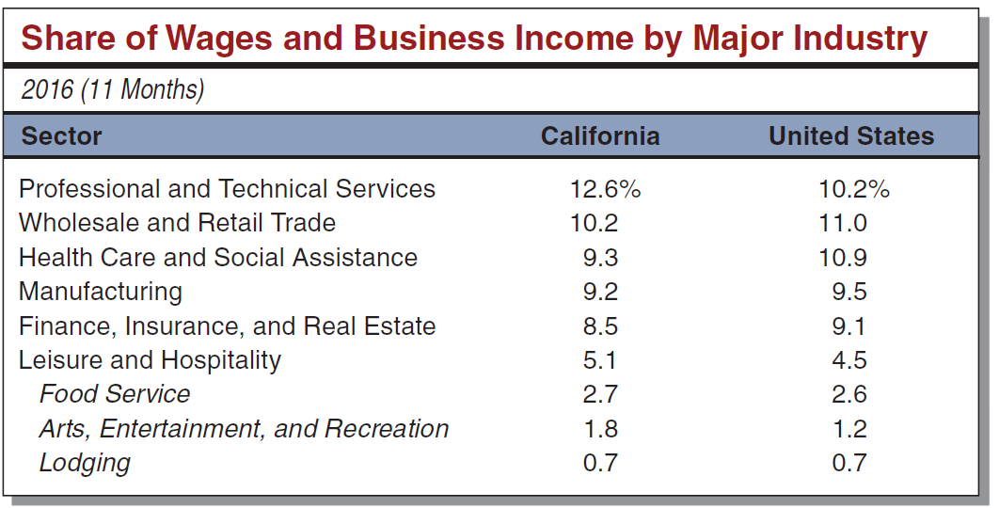 Share of Wages and Business Income by Major Industry
2016 (11 Months)
Sector California United States
Professional and Technical Services 12.6% 10.2%
Wholesale and Retail Trade 10.2 11.0
Health Care and Social Assistance 9.3 10.9
Manufacturing 9.2 9.5
Finance, Insurance, and Real Estate 8.5 9.1
Leisure and Hospitality 5.1 4.5
Food Service 2.7 2.6
Arts, Entertainment, and Recreation 1.8 1.2
Lodging 0.7 0.7